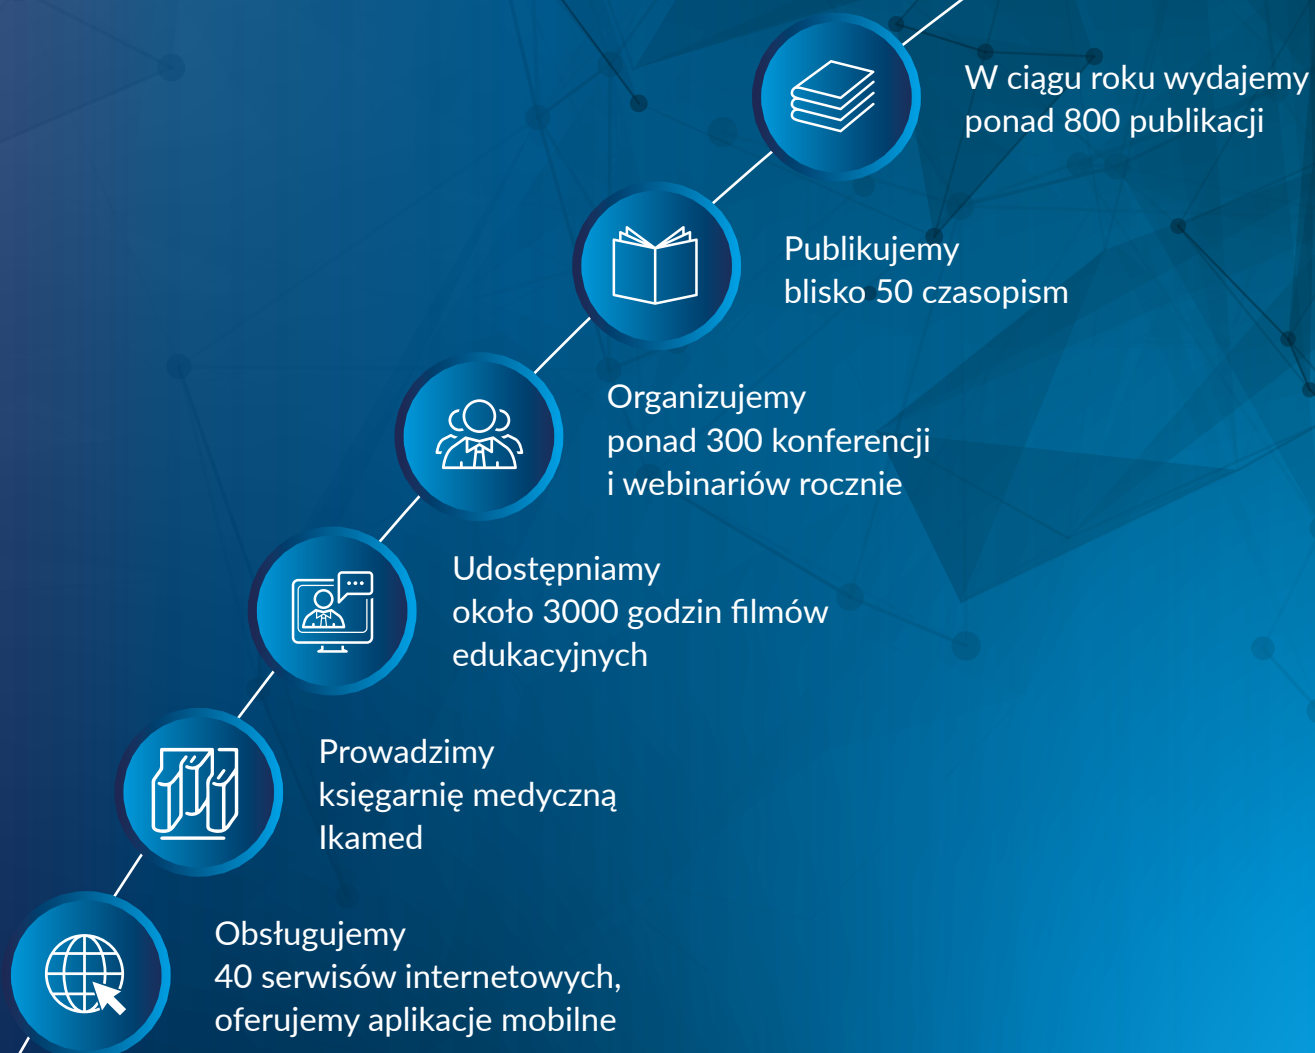 W ciągu roku wydajemy
ponad 800 publikacji
Publikujemy
blisko 50 czasopism
Organizujemy
ponad 300 konferencji
i webinariów rocznie
Udostępniamy
około 3000 godzin filmów
edukacyjnych
Prowadzimy
księgarnię medyczną
Ikamed
Obsługujemy
40 serwisów internetowych,
oferujemy aplikacje mobilne